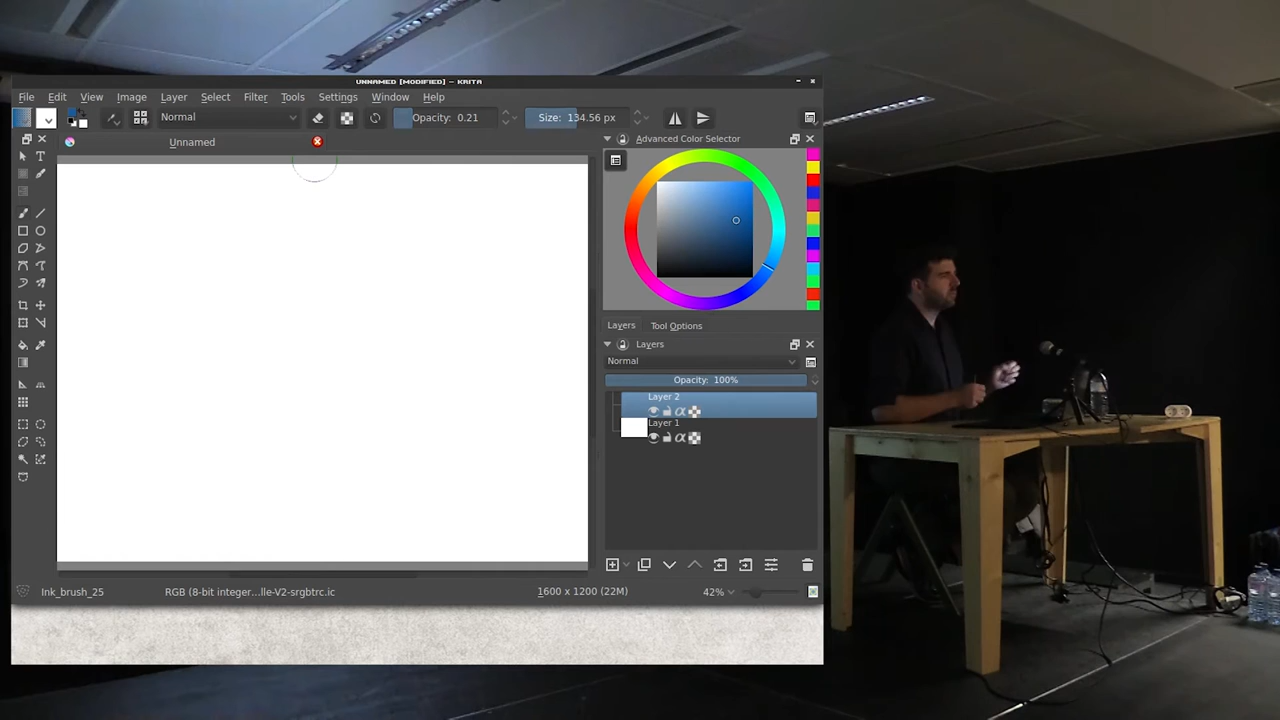 UNNAMED [MODIFIED] -- KRITA
File Edit View Image Layer Select Filter Tools Settings Window Help
Normal Opacity: 0.21 Size: 134.56 px
Unnamed
Advanced Color Selector
Layers Tool Options
Layers
Normal
Opacity: 100%
Layer 2
Layer 1
Ink_brush_25 RGB (8-bit integer...lle-V2-srgbtrc.ic 1600 x 1200 (22M) 42%